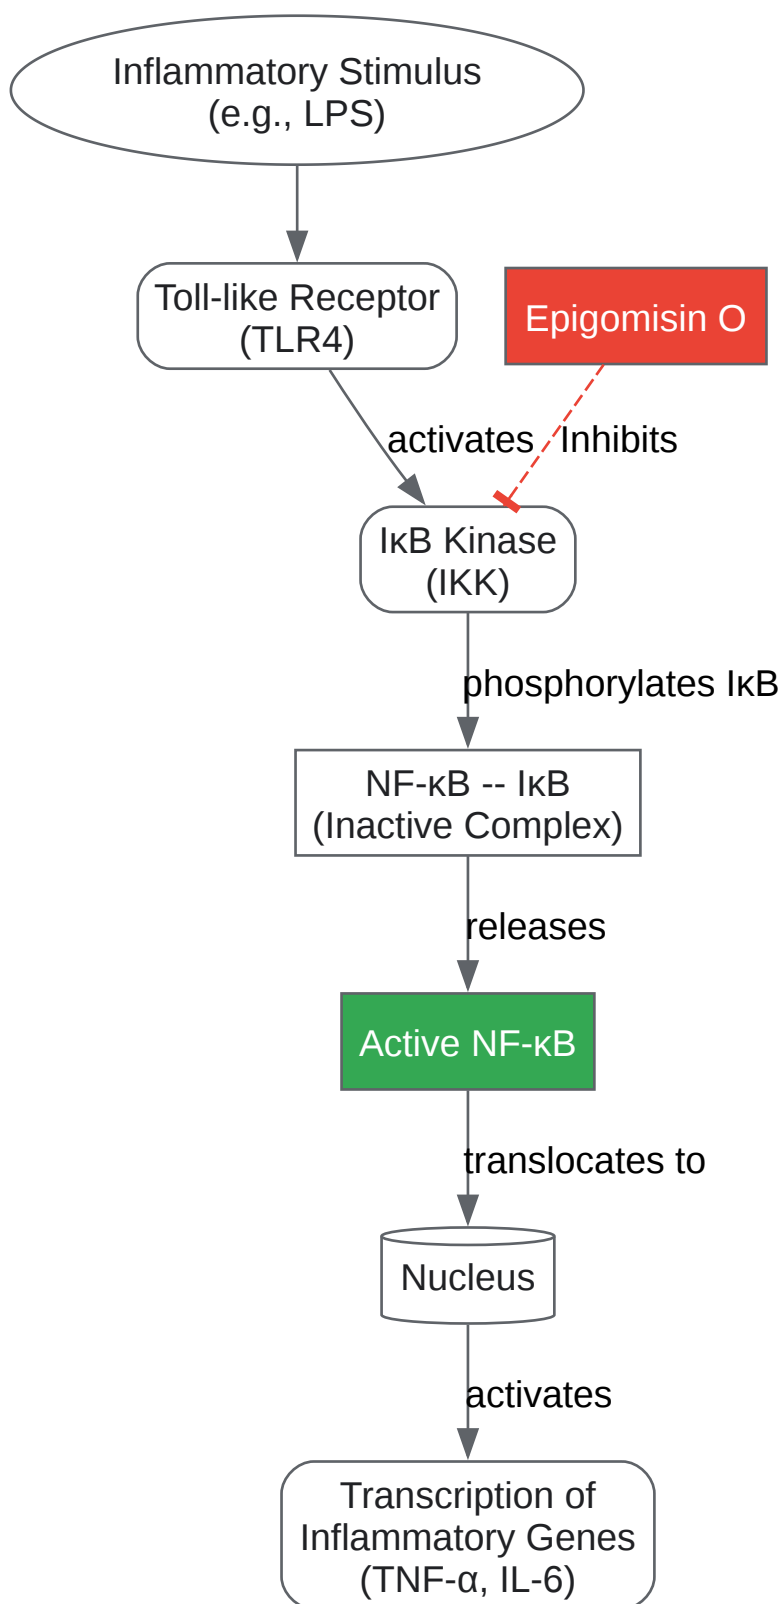 Inflammatory Stimulus
(e.g., LPS)
Toll-like Receptor
(TLR4)
Epigomisin O
activates
Inhibits
IκB Kinase
(IKK)
phosphorylates IκB
NF-κB -- IκB
(Inactive Complex)
releases
Active NF-κB
translocates to
Nucleus
activates
Transcription of
Inflammatory Genes
(TNF-α, IL-6)